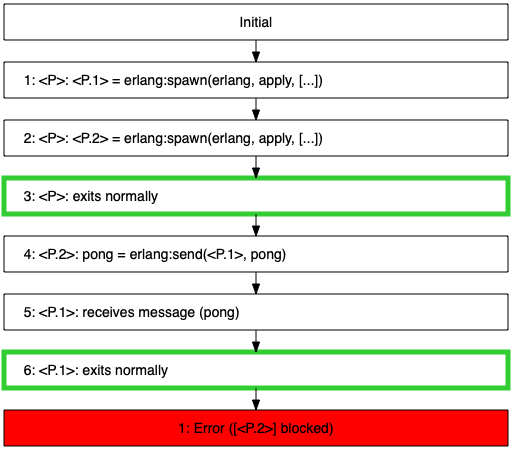 Initial
1: <P>: <P.1> = erlang:spawn(erlang, apply, [...])
2: <P>: <P.2> = erlang:spawn(erlang, apply, [...])
3: <P>: exits normally
4: <P.2>: pong = erlang:send(<P.1>, pong)
5: <P.1>: receives message (pong)
6: <P.1>: exits normally
1: Error ([<P.2>] blocked)